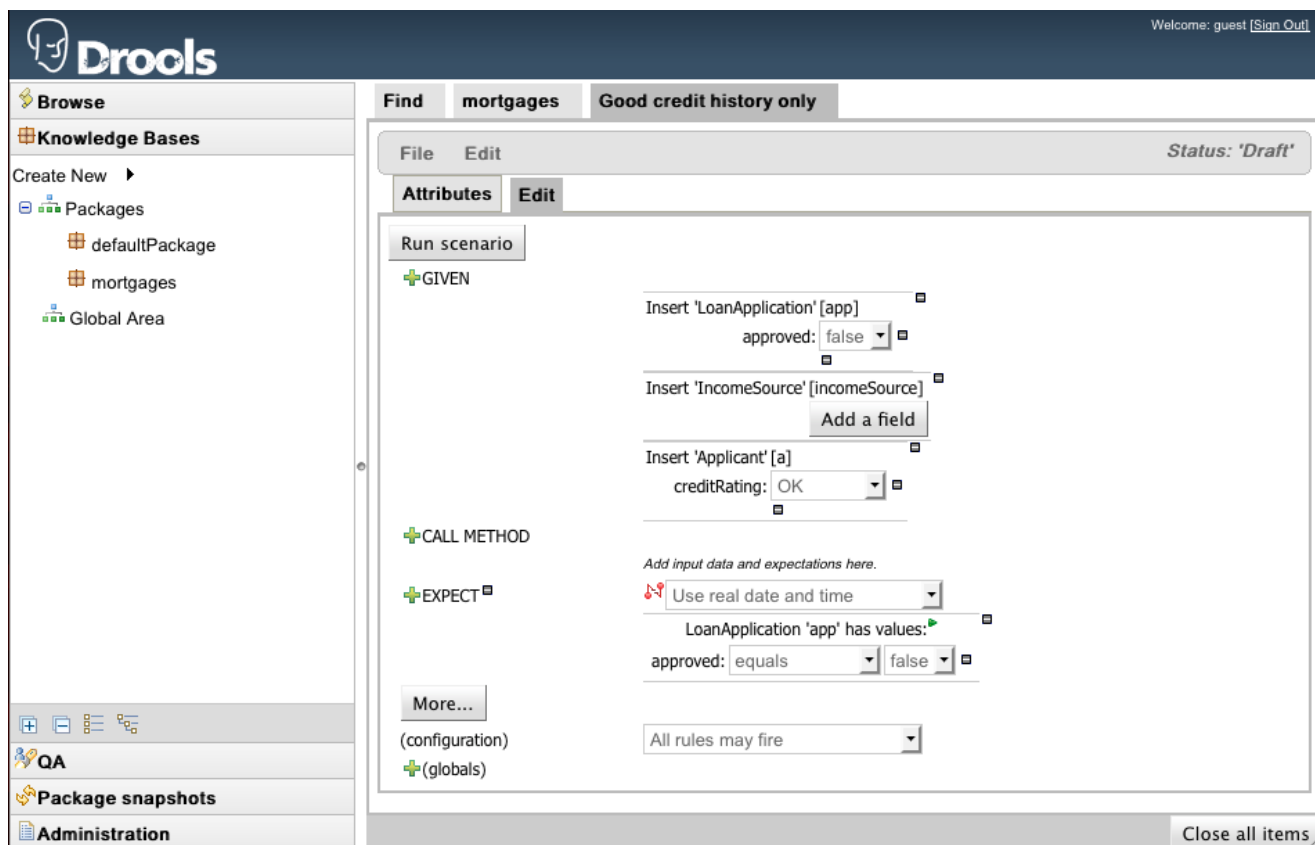 Welcome: guest [Sign Out]
Drools
Browse
Knowledge Bases
Create New
Packages
defaultPackage
mortgages
Global Area
QA
Package snapshots
Administration
Find mortgages Good credit history only
File Edit Status: 'Draft'
Attributes Edit
Run scenario
GIVEN
Insert 'LoanApplication' [app]
approved: false
Insert 'IncomeSource' [incomeSource]
Add a field
Insert 'Applicant' [a]
creditRating: OK
CALL METHOD
Add input data and expectations here.
EXPECT Use real date and time
LoanApplication 'app' has values:
approved: equals false
More...
(configuration) All rules may fire
(globals)
Close all items